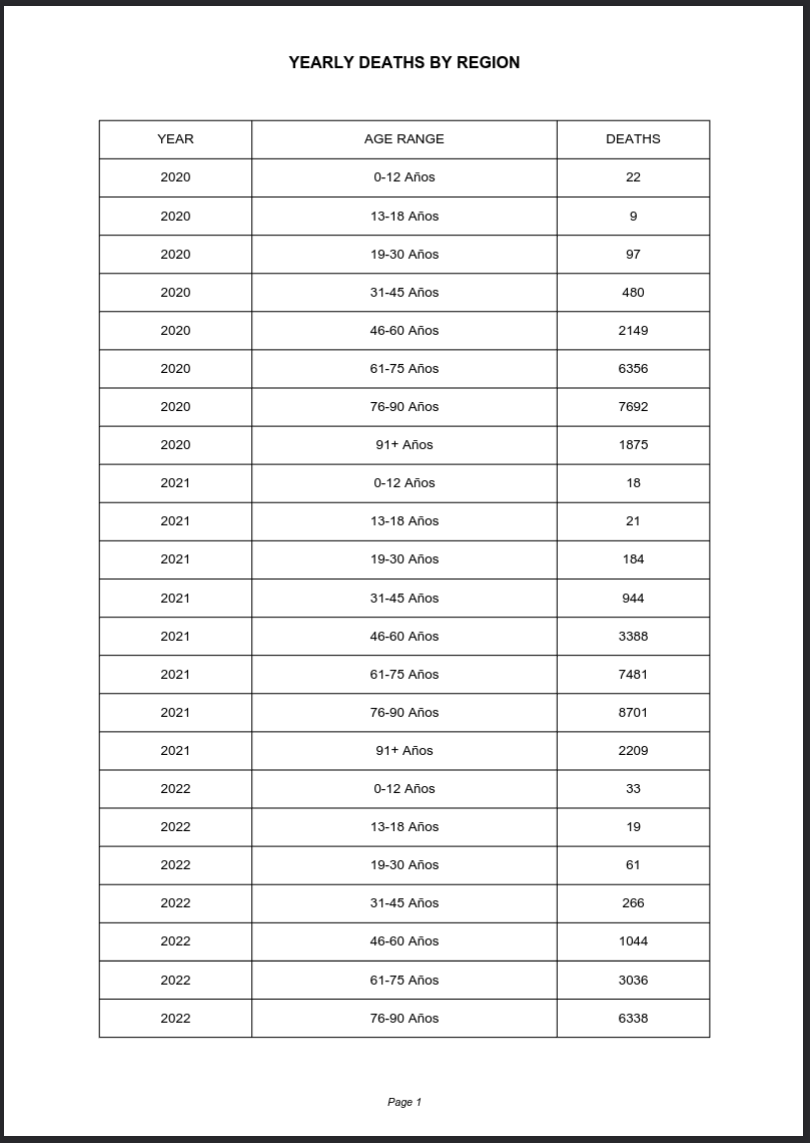 YEARLY DEATHS BY REGION
YEAR AGE RANGE DEATHS
2020 0-12 Años 22
2020 13-18 Años 9
2020 19-30 Años 97
2020 31-45 Años 480
2020 46-60 Años 2149
2020 61-75 Años 6356
2020 76-90 Años 7692
2020 91+ Años 1875
2021 0-12 Años 18
2021 13-18 Años 21
2021 19-30 Años 184
2021 31-45 Años 944
2021 46-60 Años 3388
2021 61-75 Años 7481
2021 76-90 Años 8701
2021 91+ Años 2209
2022 0-12 Años 33
2022 13-18 Años 19
2022 19-30 Años 61
2022 31-45 Años 266
2022 46-60 Años 1044
2022 61-75 Años 3036
2022 76-90 Años 6338
Page 1